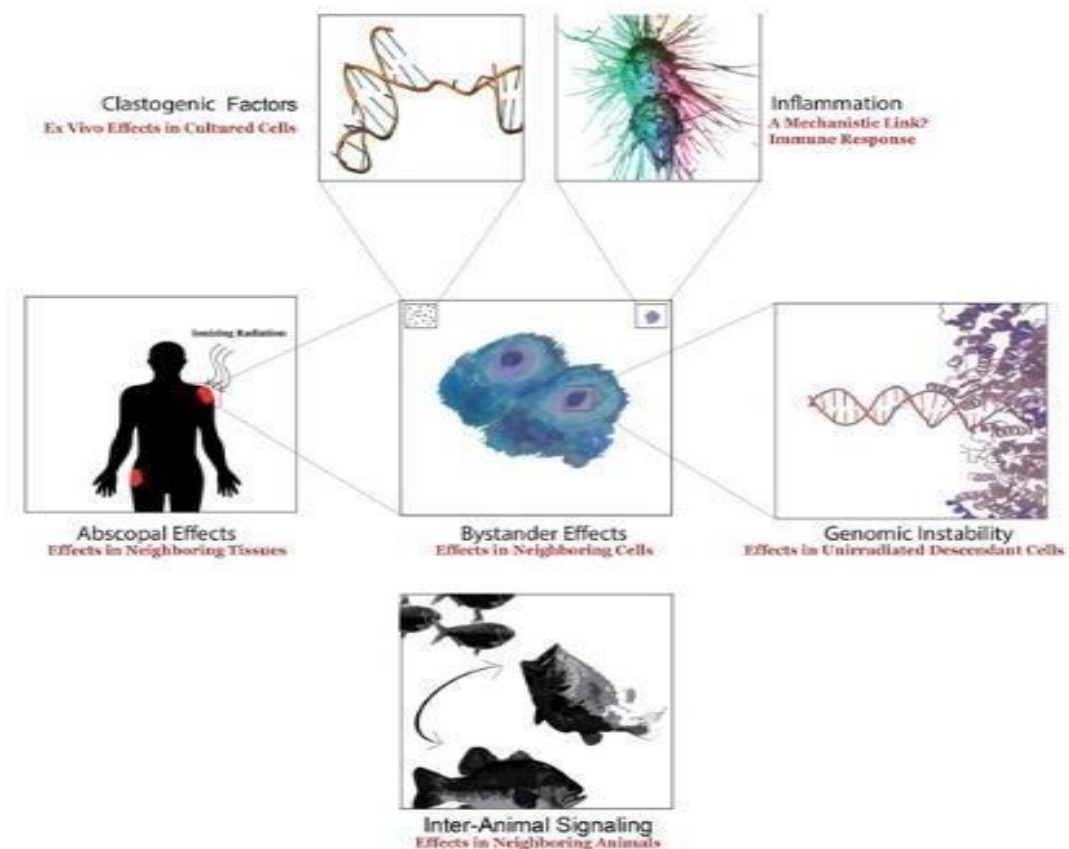 Clastogenic Factors
Ex Vivo Effects in Cultured Cells
Inflammation
A Mechanistic Link?
Immune Response
Ionizing Radiation
Abscopal Effects
Effects in Neighboring Tissues
Bystander Effects
Effects in Neighboring Cells
Genomic Instability
Effects in Unirradiated Descendant Cells
Inter-Animal Signaling
Effects in Neighboring Animals